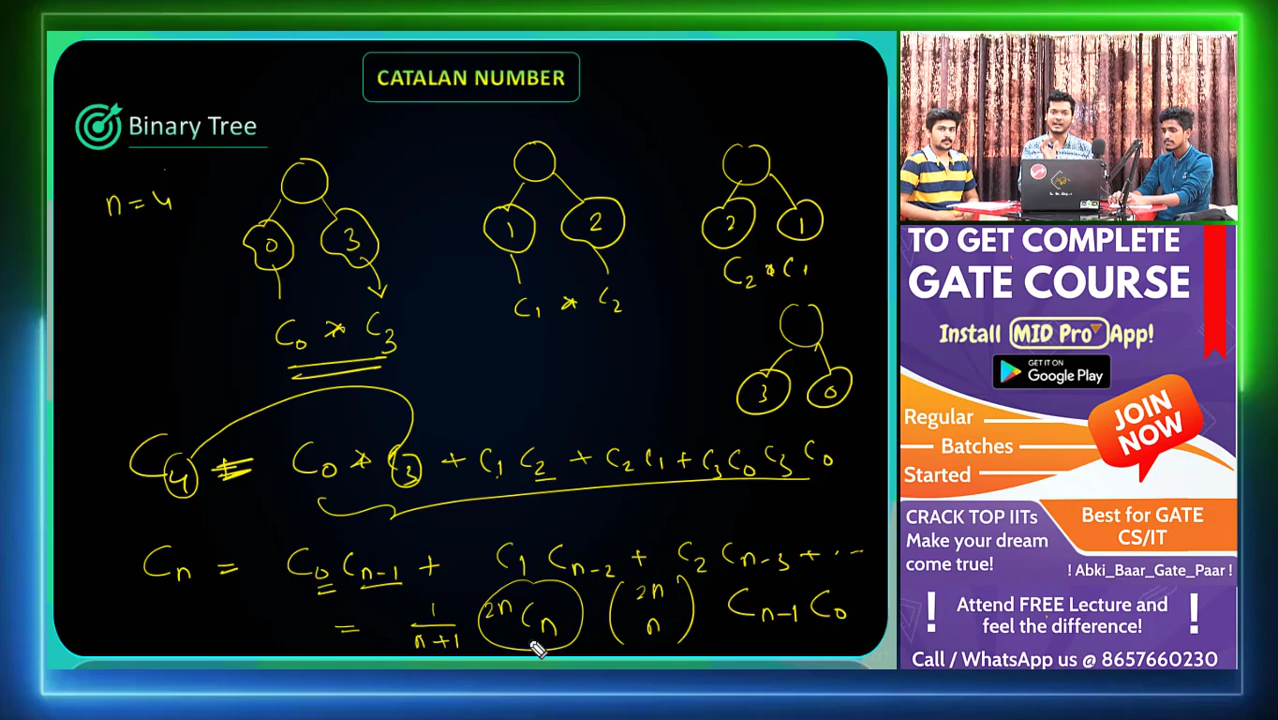 CATALAN NUMBER
Binary Tree
n = 4
0 3
C₀ * C₃
1 2
C₁ * C₂
2 1
C₂ * C₁
3 0
C₄ = C₀ * C₃ + C₁ C₂ + C₂ C₁ + C₃ C₀ C₃ C₀
Cₙ = C₀ Cₙ₋₁ + C₁ Cₙ₋₂ + C₂ Cₙ₋₃ + ...
= 1/(n+1) ²ⁿCₙ (2n n) Cₙ₋₁ C₀
TO GET COMPLETE
GATE COURSE
Install MID Pro App!
GET IT ON
Google Play
Regular
Batches
Started
JOIN
NOW
CRACK TOP IITs
Make your dream
come true!
Best for GATE
CS/IT
! Abki_Baar_Gate_Paar !
! Attend FREE Lecture and !
feel the difference!
Call / WhatsApp us @ 8657660230